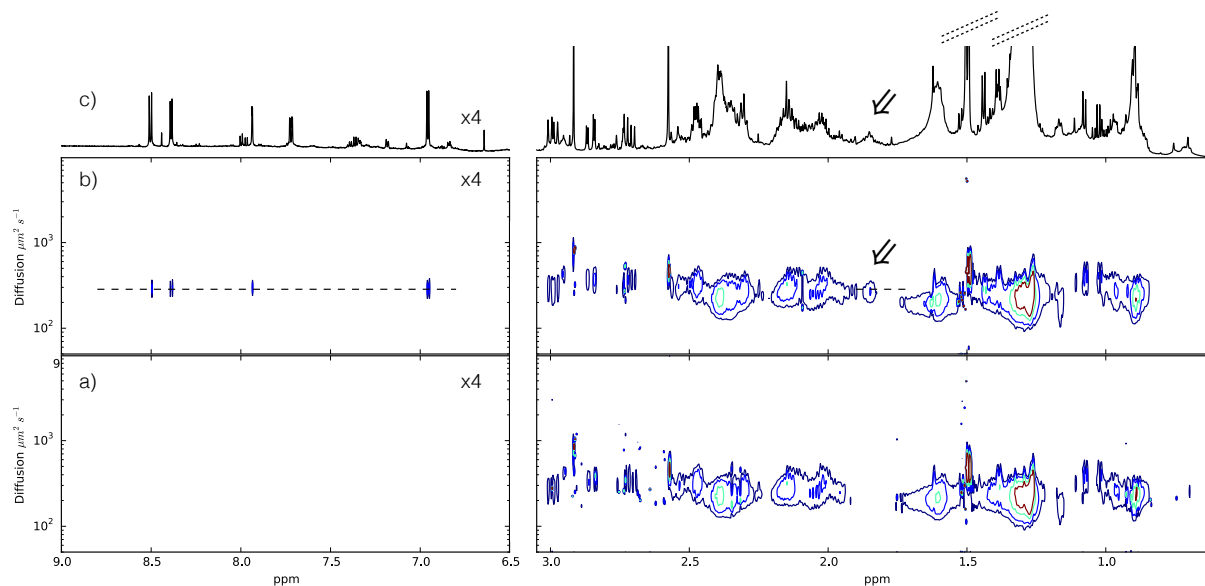 c)
x4
b)
x4
Diffusion μm² s⁻¹
10³
10²
a)
x4
9
Diffusion μm² s⁻¹
10³
10²
9.0 8.5 8.0 7.5 7.0 6.5 3.0 2.5 2.0 1.5 1.0
ppm ppm